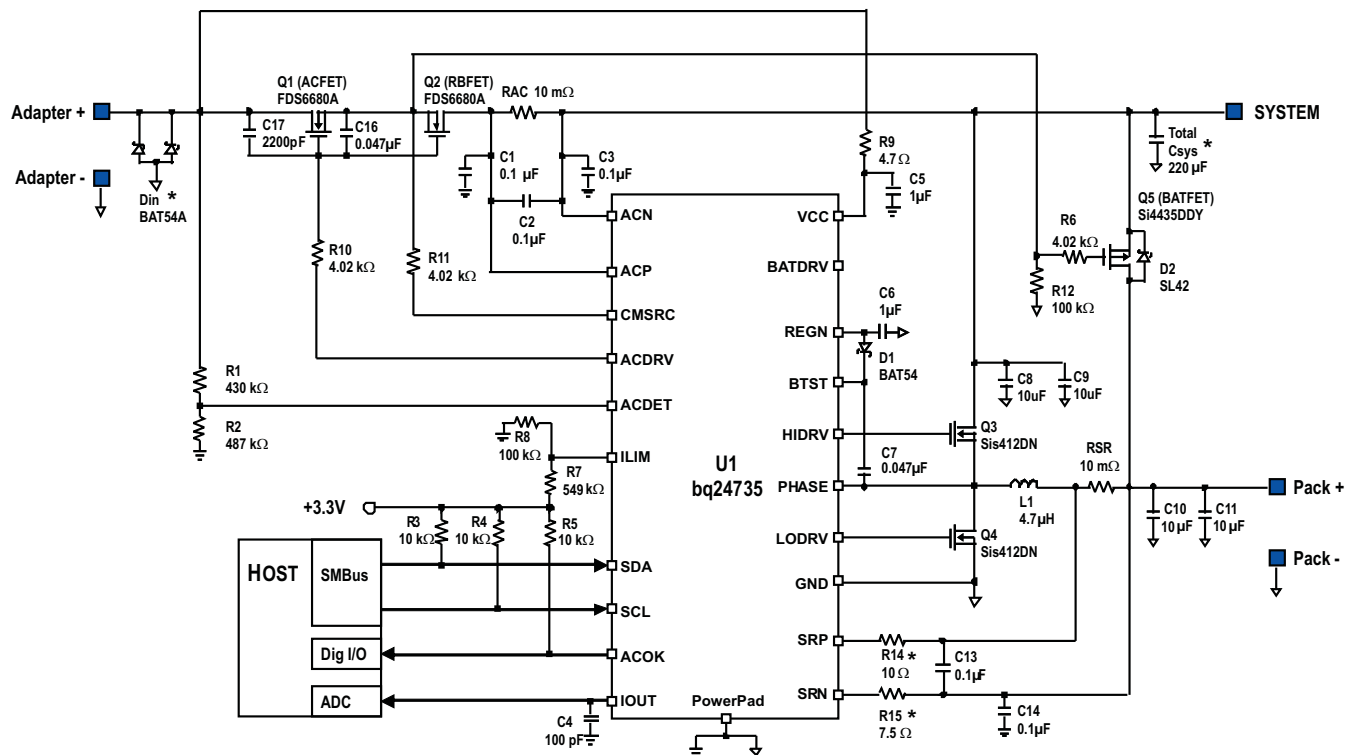 Q1 (ACFET)
FDS6680A
Q2 (RBFET)
FDS6680A
RAC 10 mΩ
Adapter +
SYSTEM
C17
2200pF
C16
0.047µF
Total
Csys *
220 µF
R9
4.7 Ω
C1
0.1 µF
C3
0.1µF
C5
1µF
Adapter -
Din *
BAT54A
C2
0.1µF
ACN
VCC
Q5 (BATFET)
Si4435DDY
R6
4.02 kΩ
R10
4.02 kΩ
R11
4.02 kΩ
ACP
BATDRV
D2
SL42
R12
100 kΩ
C6
1µF
CMSRC
REGN
D1
BAT54
ACDRV
R1
430 kΩ
BTST
C8
10uF
C9
10uF
ACDET
R2
487 kΩ
R8
100 kΩ
HIDRV
Q3
Sis412DN
ILIM
U1
bq24735
C7
0.047µF
RSR
10 mΩ
R7
549 kΩ
PHASE
L1
4.7µH
Pack +
+3.3V
R3
10 kΩ
R4
10 kΩ
R5
10 kΩ
C10
10 µF
C11
10 µF
LODRV
Q4
Sis412DN
HOST
SMBus
SDA
GND
Pack -
SCL
SRP
Dig I/O
ACOK
R14 *
10 Ω
C13
0.1µF
ADC
IOUT
PowerPad
SRN
C4
100 pF
R15 *
7.5 Ω
C14
0.1µF